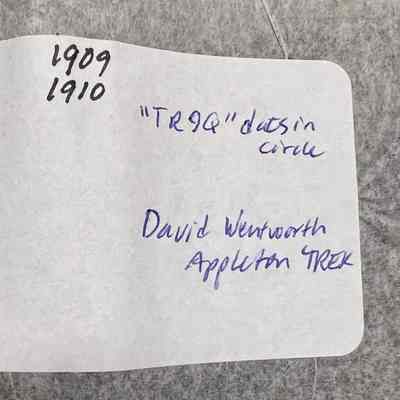 1909
1910
"TR9Q" dots in
circle
David Wentworth
Appleton TREK